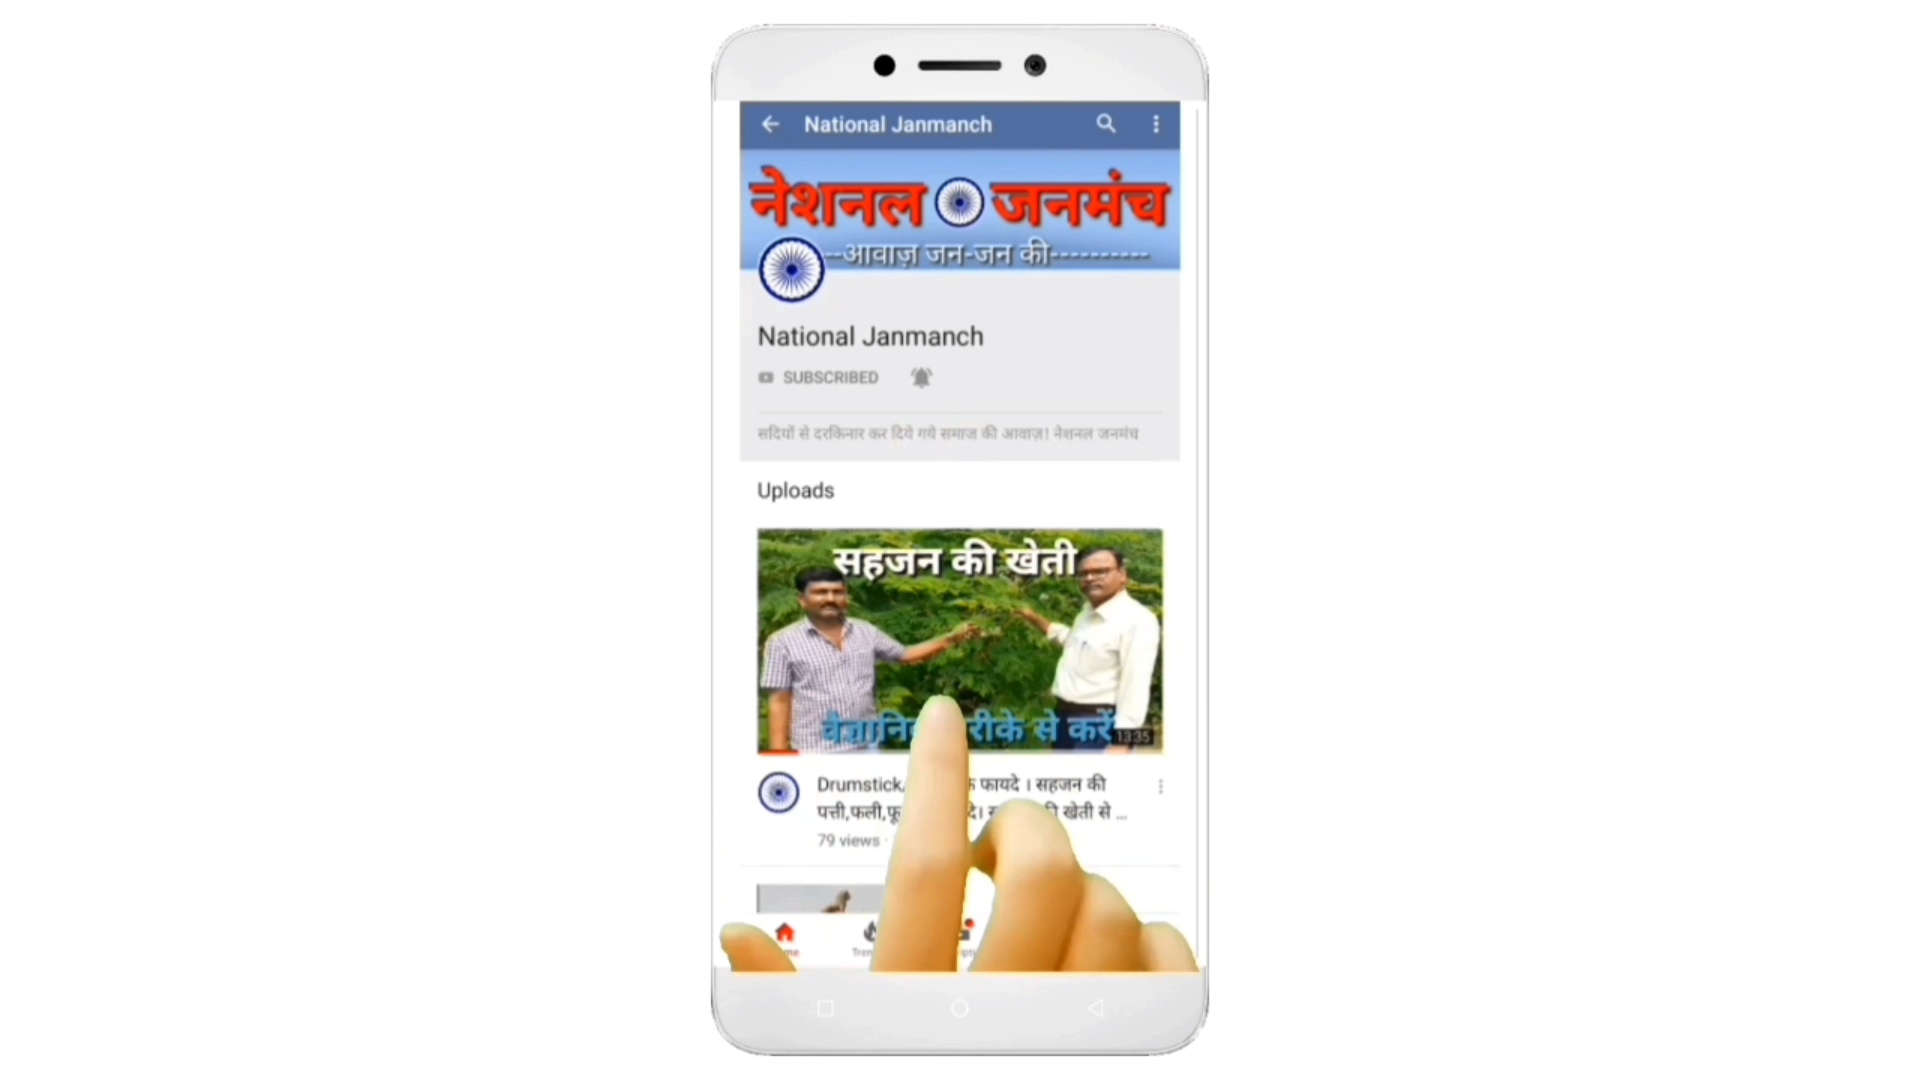 National Janmanch
नेशनल जनमंच
--आवाज़ जन-जन की----------
National Janmanch
SUBSCRIBED
सदियों से दरकिनार कर दिये गये समाज की आवाज़! नेशनल जनमंच
Uploads
सहजन की खेती
से करें
13:35
Drumstick, फायदे । सहजन की
पत्ती,फली, खेती से ...
79 views ·